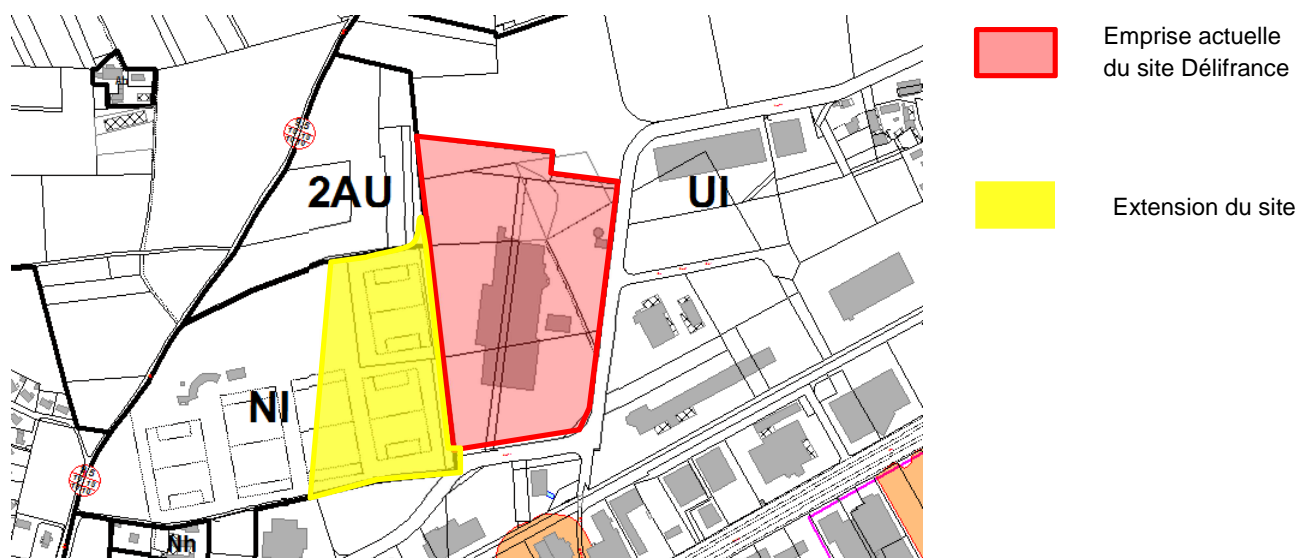 Emprise actuelle
du site Délifrance
Extension du site
2AU
UI
NI
Nh